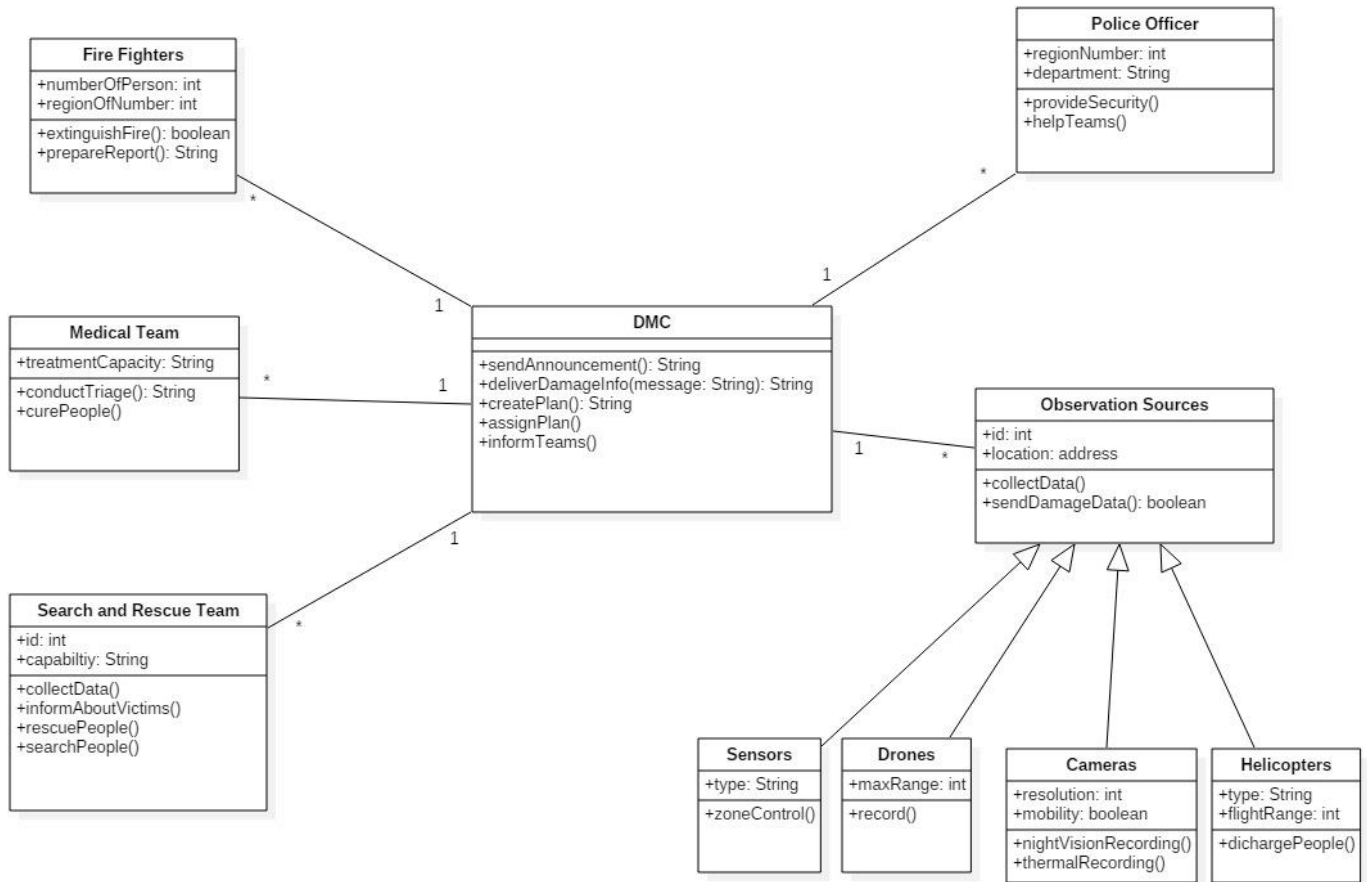 Fire Fighters
+numberOfPerson: int
+regionOfNumber: int
+extinguishFire(): boolean
+prepareReport(): String
*
1
Police Officer
+regionNumber: int
+department: String
+provideSecurity()
+helpTeams()
*
1
Medical Team
+treatmentCapacity: String
+conductTriage(): String
+curePeople()
*
1
DMC
+sendAnnouncement(): String
+deliverDamageInfo(message: String): String
+createPlan(): String
+assignPlan()
+informTeams()
1
*
Observation Sources
+id: int
+location: address
+collectData()
+sendDamageData(): boolean
1
*
Search and Rescue Team
+id: int
+capabiltiy: String
+collectData()
+informAboutVictims()
+rescuePeople()
+searchPeople()
Sensors
+type: String
+zoneControl()
Drones
+maxRange: int
+record()
Cameras
+resolution: int
+mobility: boolean
+nightVisionRecording()
+thermalRecording()
Helicopters
+type: String
+flightRange: int
+dichargePeople()